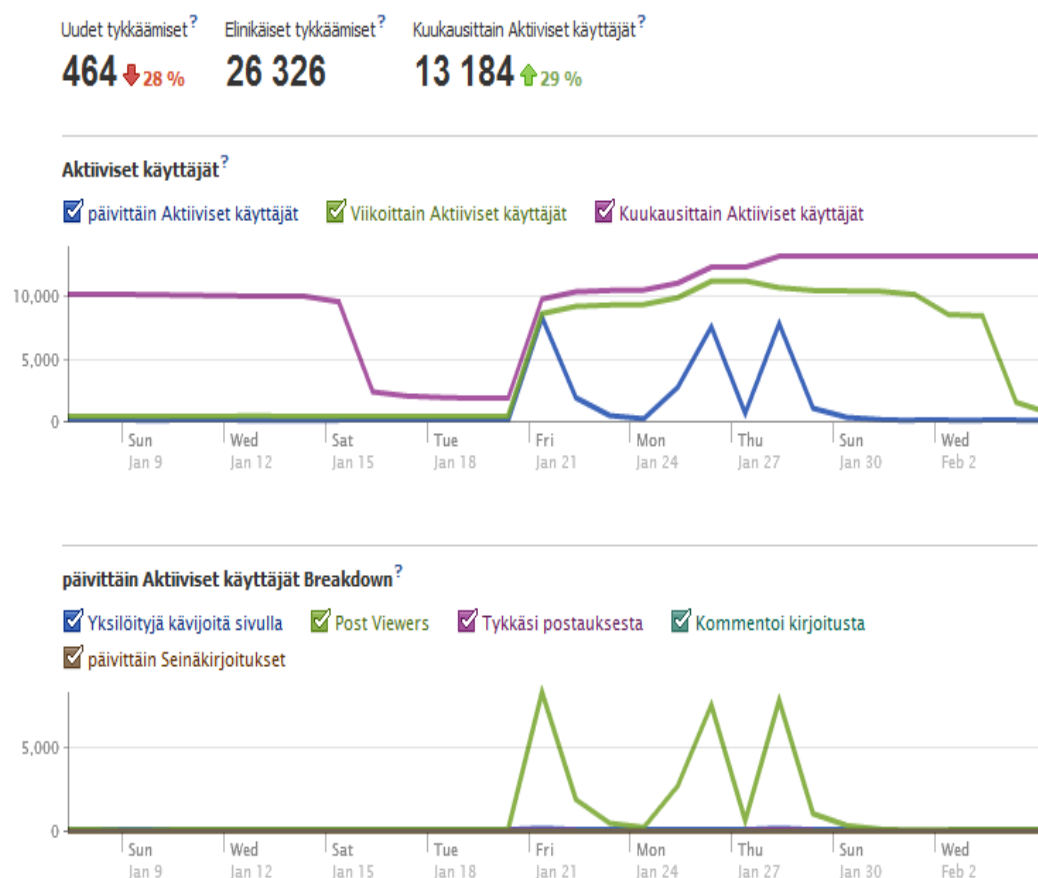 Uudet tykkäämiset? Elinikäiset tykkäämiset? Kuukausittain Aktiviset käyttäjät?
464 28 % 26 326 13 184 29 %
Aktiiviset käyttäjät?
päivittäin Aktiiviset käyttäjät Viikoittain Aktiiviset käyttäjät Kuukausittain Aktiiviset käyttäjät
10,000
5,000
0
Sun Wed Sat Tue Fri Mon Thu Sun Wed
Jan 9 Jan 12 Jan 15 Jan 18 Jan 21 Jan 24 Jan 27 Jan 30 Feb 2
päivittäin Aktiiviset käyttäjät Breakdown?
Yksilöityjä kävijoitä sivulla Post Viewers Tykkäsi postauksesta Kommentoi kirjoitusta
päivittäin Seinäkirjoitukset
5,000
0
Sun Wed Sat Tue Fri Mon Thu Sun Wed
Jan 9 Jan 12 Jan 15 Jan 18 Jan 21 Jan 24 Jan 27 Jan 30 Feb 2